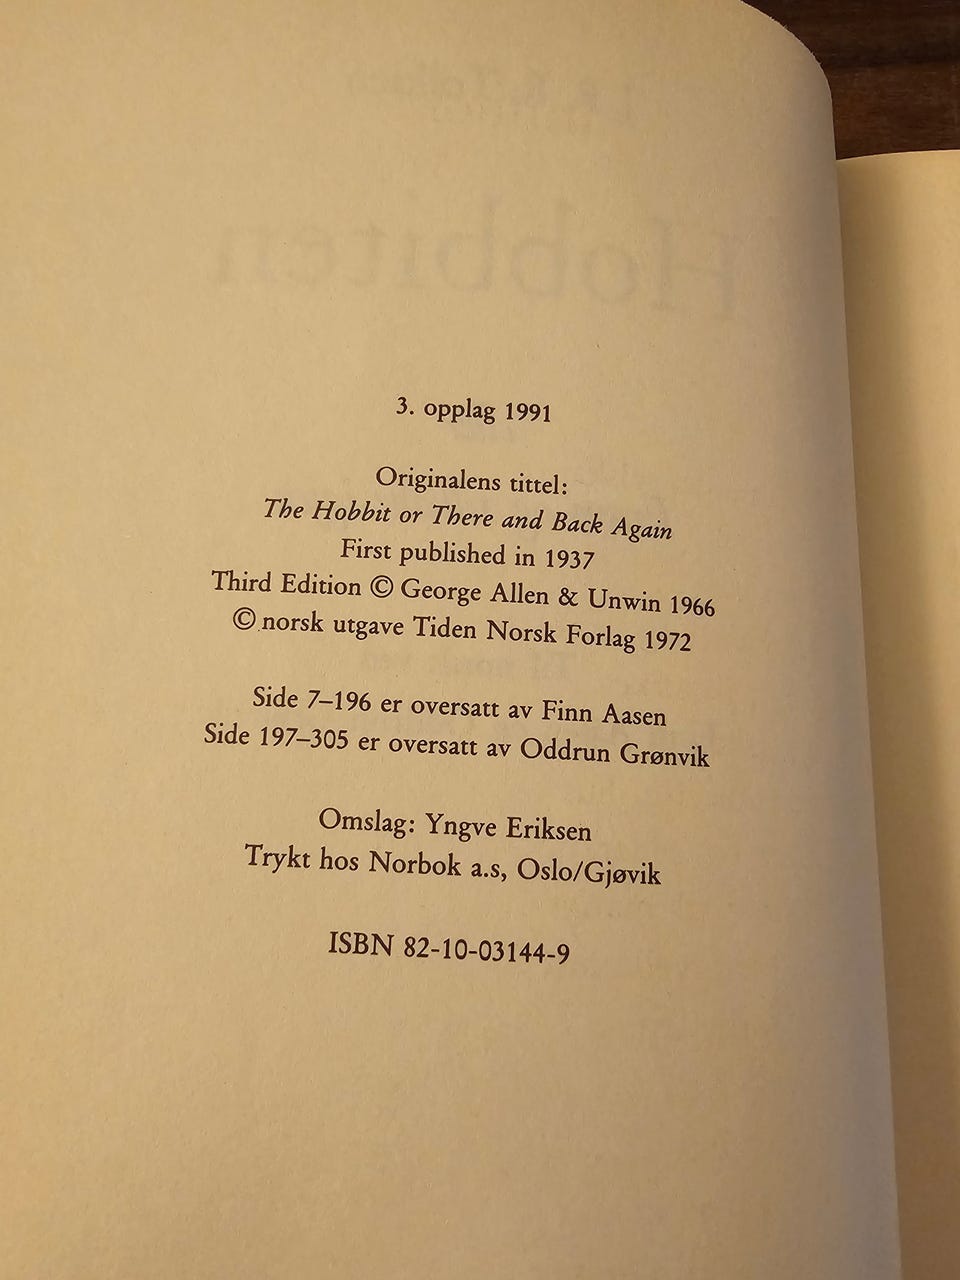 3. opplag 1991
Originalens tittel:
The Hobbit or There and Back Again
First published in 1937
Third Edition © George Allen & Unwin 1966
© norsk utgave Tiden Norsk Forlag 1972
Side 7–196 er oversatt av Finn Aasen
Side 197–305 er oversatt av Oddrun Grønvik
Omslag: Yngve Eriksen
Trykt hos Norbok a.s, Oslo/Gjøvik
ISBN 82-10-03144-9